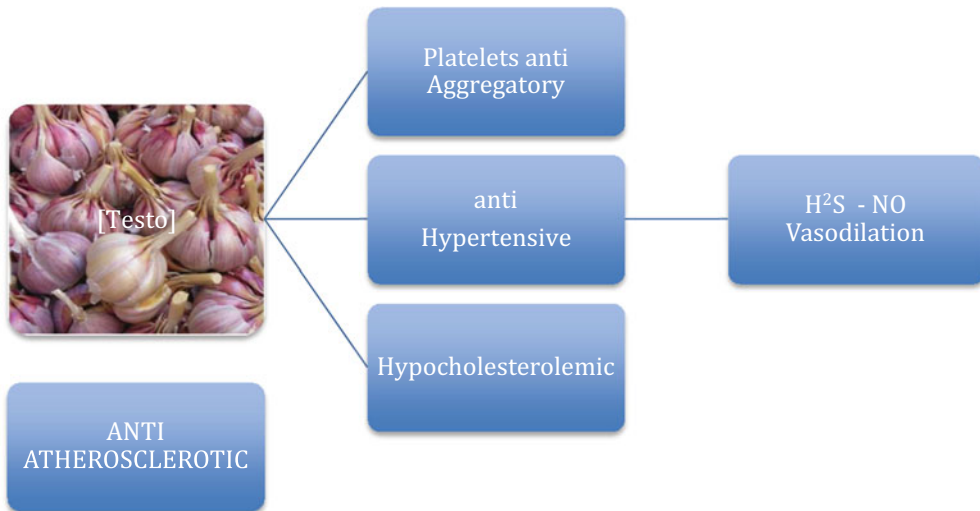 Platelets anti
Aggregatory
[Testo]
anti
Hypertensive
H²S - NO
Vasodilation
Hypocholesterolemic
ANTI
ATHEROSCLEROTIC